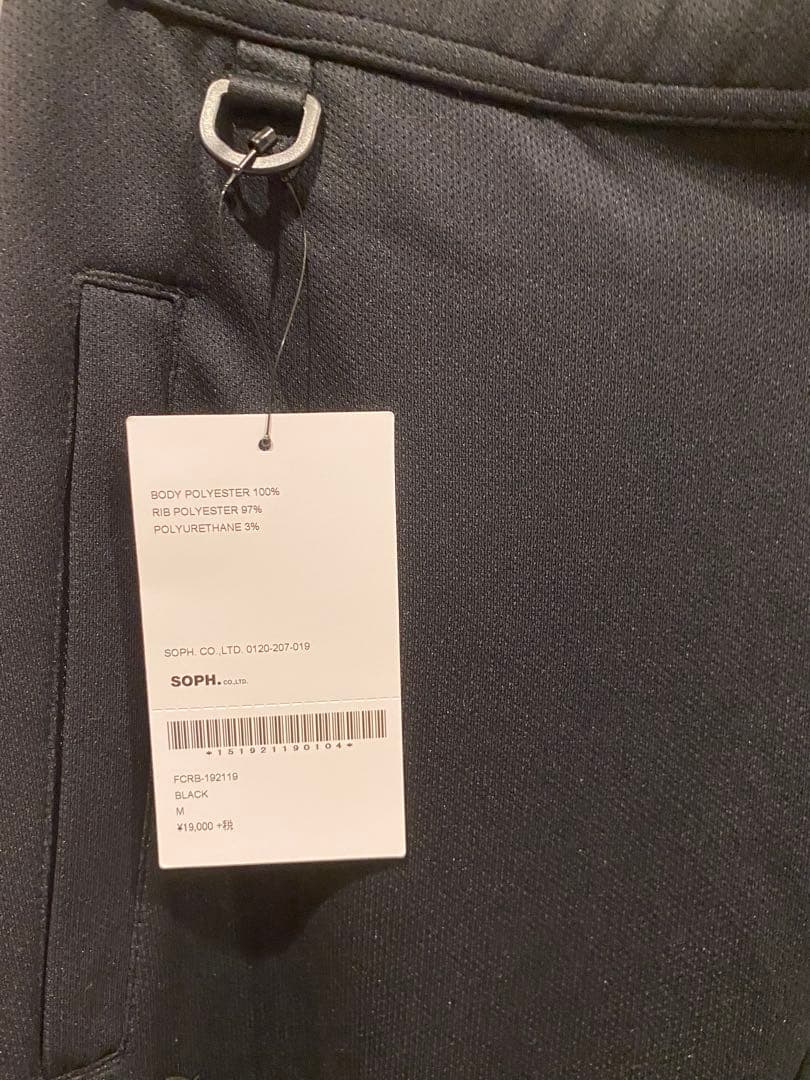 BODY POLYESTER 100%
RIB POLYESTER 97%
POLYURETHANE 3%
SOPH. CO.,LTD. 0120-207-019
SOPH. CO.,LTD.
*151921190104*
FCRB-192119
BLACK
M
¥19,000 +税